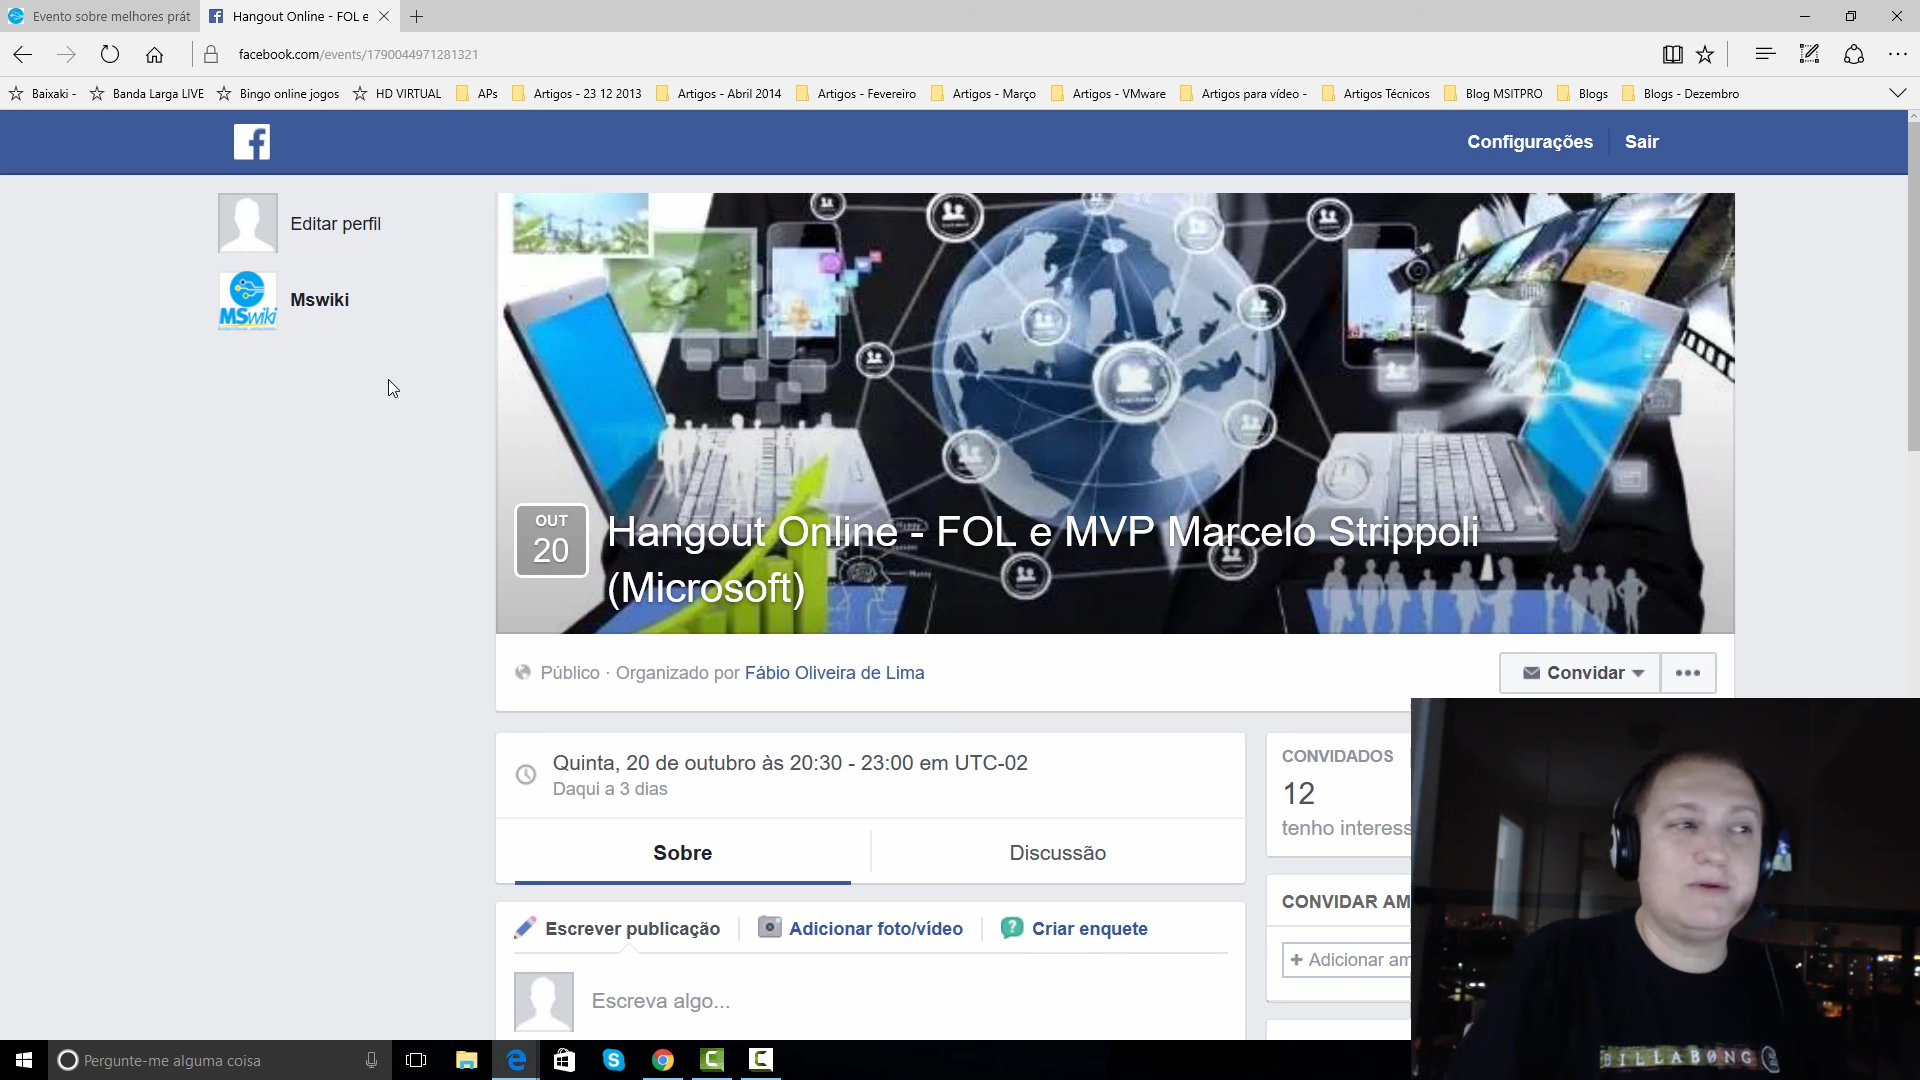 Evento sobre melhores prát
Hangout Online - FOL e
facebook.com/events/1790044971281321
Baixaki -
Banda Larga LIVE
Bingo online jogos
HD VIRTUAL
APs
Artigos - 23 12 2013
Artigos - Abril 2014
Artigos - Fevereiro
Artigos - Março
Artigos - VMware
Artigos para vídeo -
Artigos Técnicos
Blog MSITPRO
Blogs
Blogs - Dezembro
Configurações
Sair
Editar perfil
MSwiki
Mswiki
OUT
20
Hangout Online - FOL e MVP Marcelo Strippoli
(Microsoft)
Público · Organizado por Fábio Oliveira de Lima
Convidar
Quinta, 20 de outubro às 20:30 - 23:00 em UTC-02
Daqui a 3 dias
CONVIDADOS
12
tenho interess
Sobre
Discussão
CONVIDAR AM
Escrever publicação
Adicionar foto/vídeo
Criar enquete
+ Adicionar am
Escreva algo...
BILLABONG
Pergunte-me alguma coisa